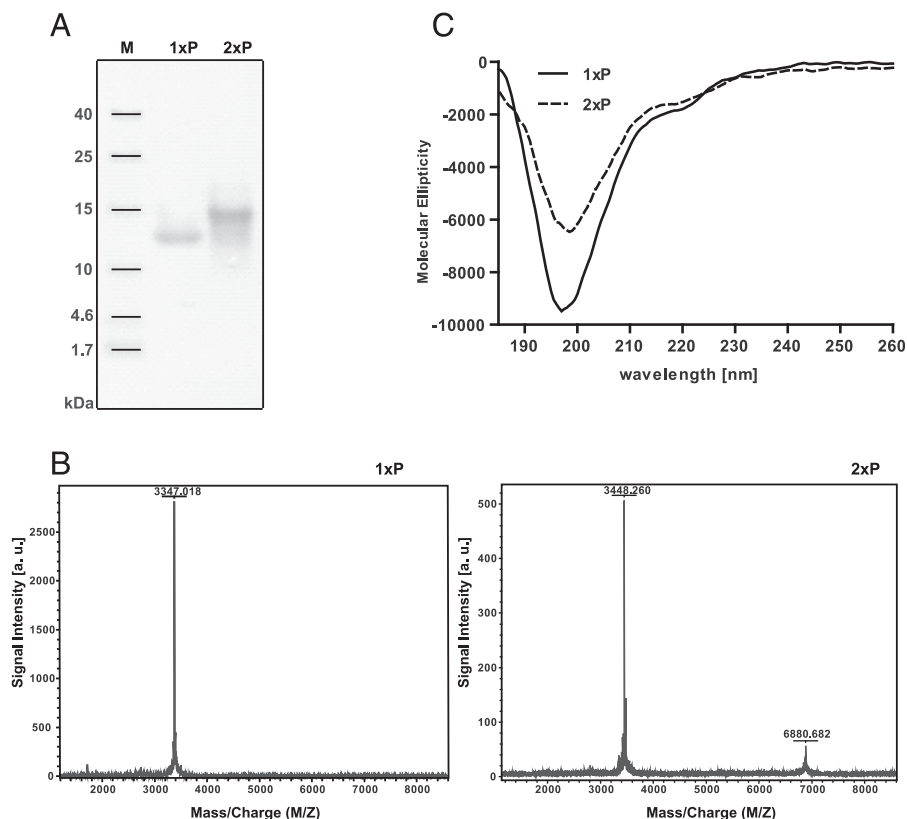 A
M 1xP 2xP
40
25
15
10
4.6
1.7
kDa
C
0
-2000
-4000
-6000
-8000
-10000
Molecular Ellipticity
1xP
2xP
190 200 210 220 230 240 250 260
wavelength [nm]
B
1xP
3347.018
2500
2000
1500
1000
500
0
Signal Intensity [a. u.]
2000 3000 4000 5000 6000 7000 8000
Mass/Charge (M/Z)
2xP
3448.260
6880.682
500
400
300
200
100
0
Signal Intensity [a. u.]
2000 3000 4000 5000 6000 7000 8000
Mass/Charge (M/Z)